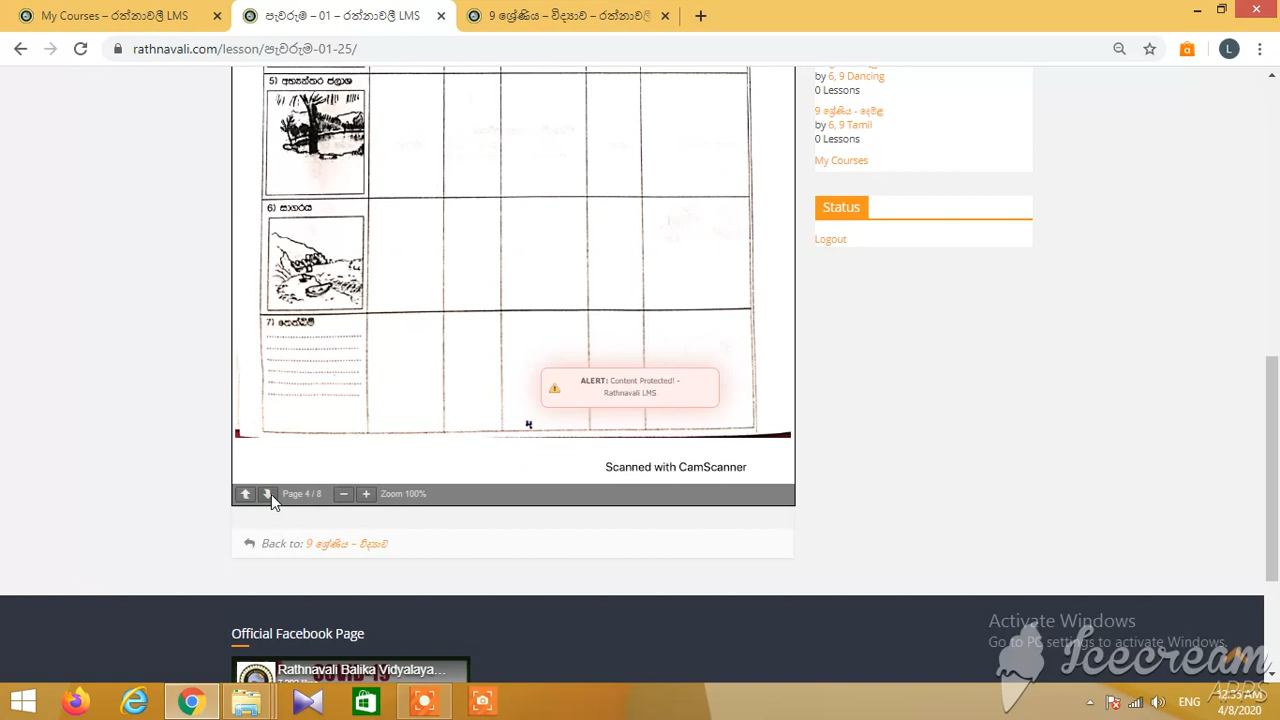 My Courses – රත්නාවලී LMS
පැවරුම – 01 – රත්නාවලී LMS
9 ශ්‍රේණිය – විද්‍යාව – රත්නාවලී
rathnavali.com/lesson/පැවරුම-01-25/
5) අභ්‍යන්තර ජලාශ
6) සාගරය
7) තෙත්බිම්
ALERT: Content Protected! -
Rathnavali LMS
4
Scanned with CamScanner
Page 4 / 8
Zoom 100%
Back to: 9 ශ්‍රේණිය – විද්‍යාව
by 6, 9 Dancing
0 Lessons
9 ශ්‍රේණිය - දෙමළ
by 6, 9 Tamil
0 Lessons
My Courses
Status
Logout
Official Facebook Page
Rathnavali Balika Vidyalaya...
Activate Windows
Go to PC settings to activate Windows.
Icecream
APPS
ENG
12:35 AM
4/8/2020